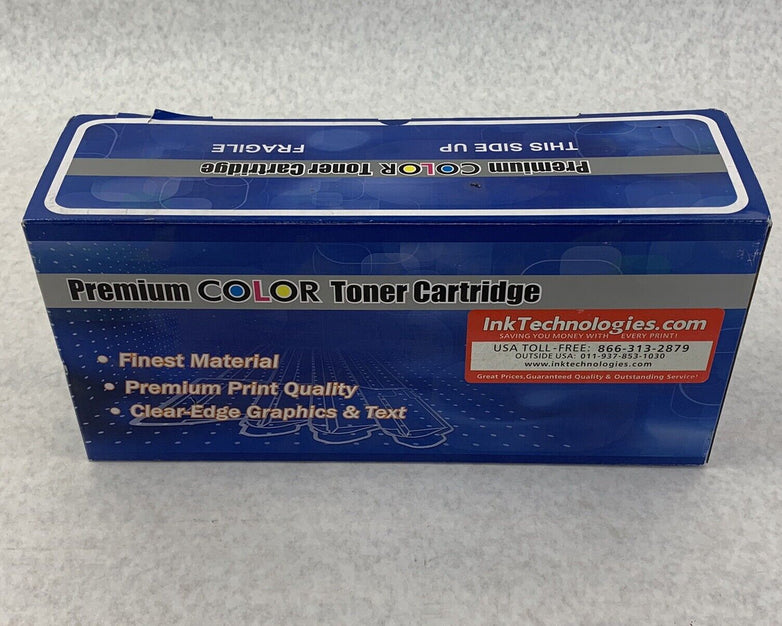 THIS SIDE UP
FRAGILE
Premium COLOR Toner Cartridge
Premium COLOR Toner Cartridge
• Finest Material
• Premium Print Quality
• Clear-Edge Graphics & Text
InkTechnologies.com
SAVING YOU MONEY WITH EVERY PRINT!
USA TOLL-FREE: 866-313-2879
OUTSIDE USA: 011-937-853-1030
www.inktechnologies.com
Great Prices,Guaranteed Quality & Outstanding Service!